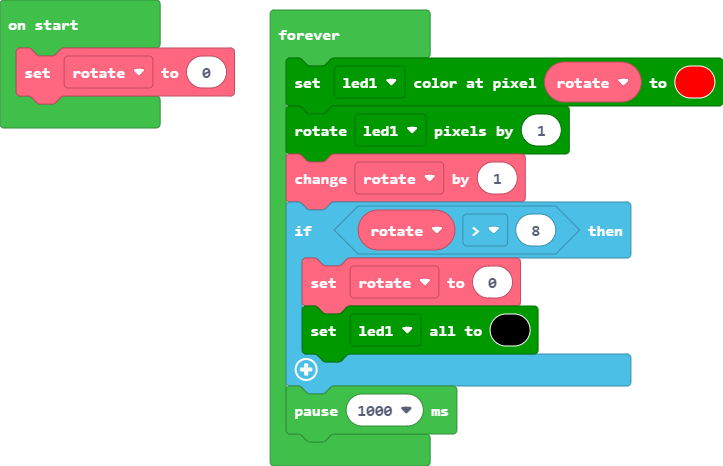 on start
set rotate to 0
forever
set led1 color at pixel rotate to
rotate led1 pixels by 1
change rotate by 1
if rotate > 8 then
set rotate to 0
set led1 all to
pause 1000 ms